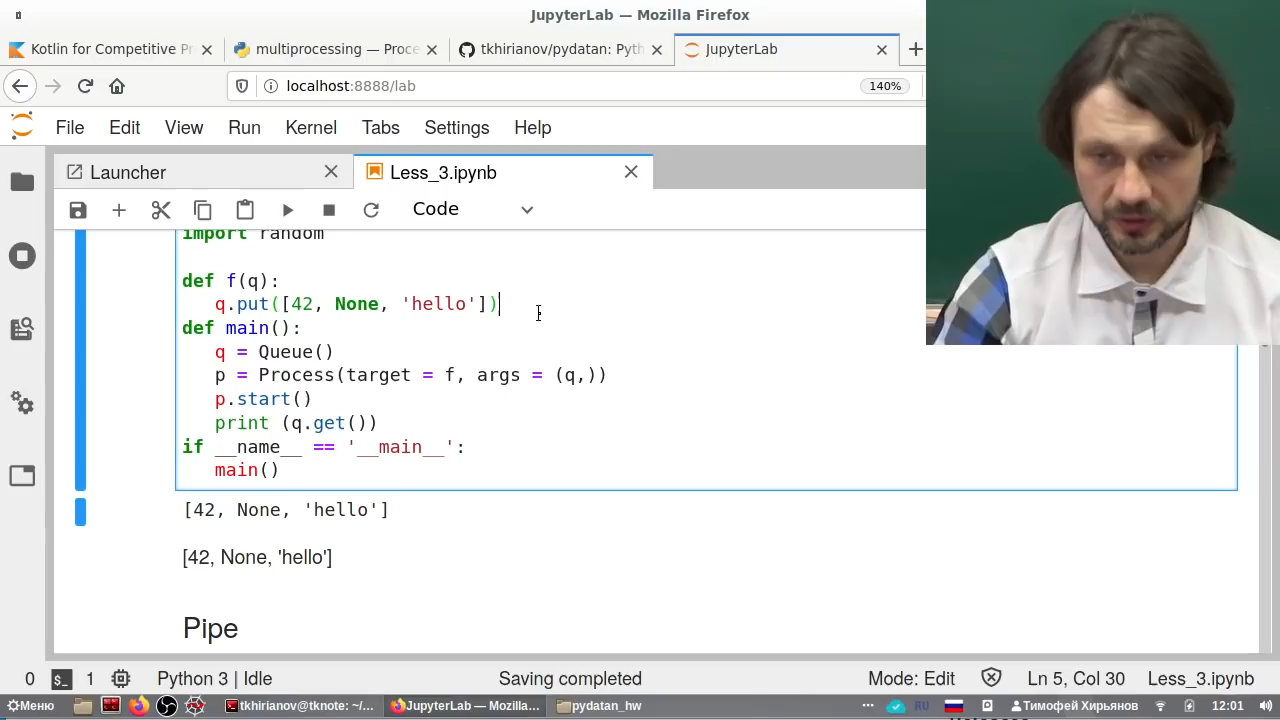 JupyterLab — Mozilla Firefox
Kotlin for Competitive Pr
multiprocessing — Proce
tkhirianov/pydatan: Pyth
JupyterLab
localhost:8888/lab
140%
File Edit View Run Kernel Tabs Settings Help
Launcher
Less_3.ipynb
Code
import random
def f(q):
q.put([42, None, 'hello'])
def main():
q = Queue()
p = Process(target = f, args = (q,))
p.start()
print (q.get())
if __name__ == '__main__':
main()
[42, None, 'hello']
[42, None, 'hello']
Pipe
0 $_ 1 Python 3 | Idle Saving completed Mode: Edit Ln 5, Col 30 Less_3.ipynb
Меню tkhirianov@tknote: ~/... JupyterLab — Mozilla... pydatan_hw RU Тимофей Хирьянов 12:01